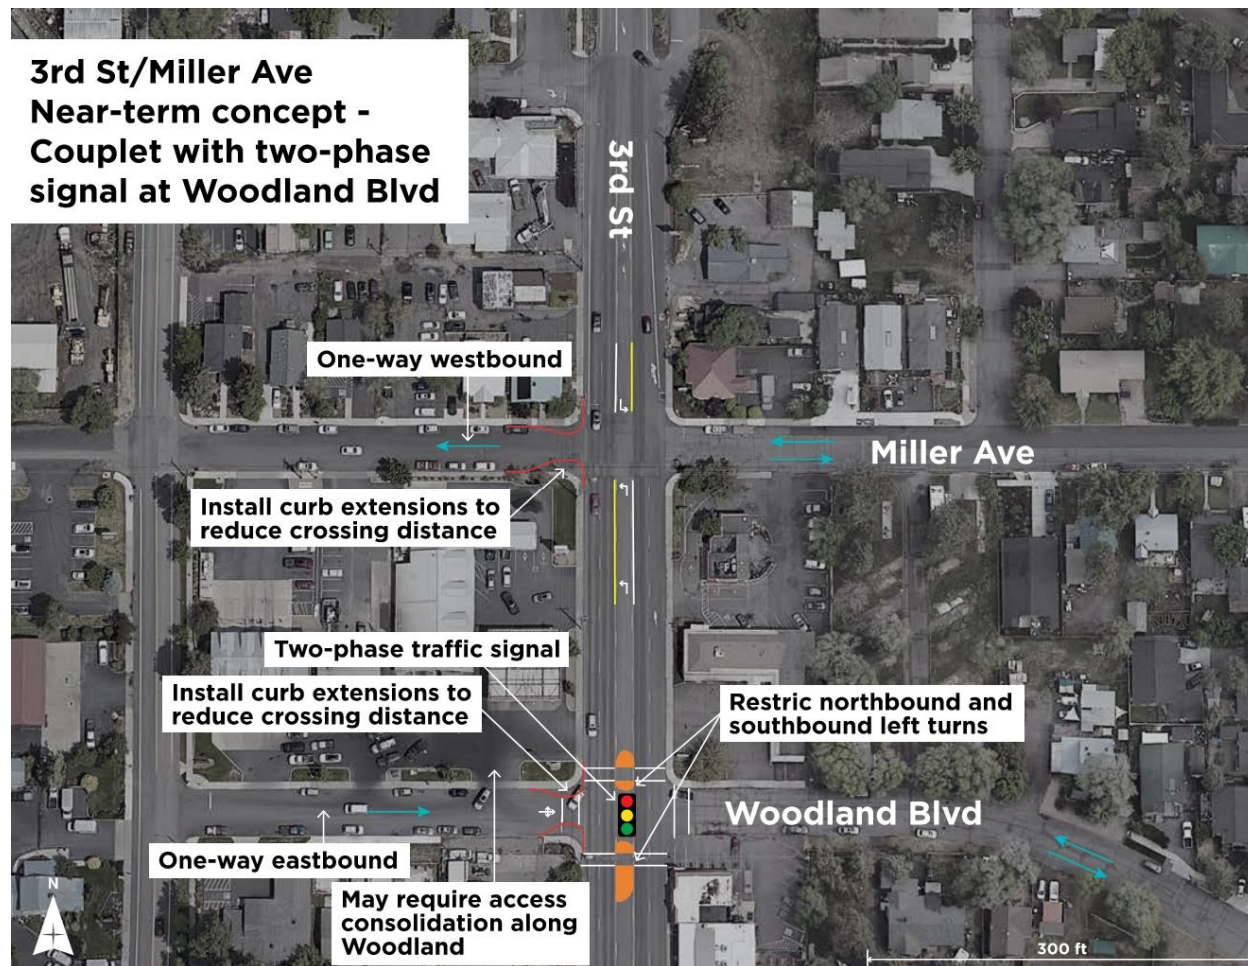 3rd St/Miller Ave
Near-term concept -
Couplet with two-phase
signal at Woodland Blvd
3rd St
One-way westbound
Miller Ave
Install curb extensions to
reduce crossing distance
Two-phase traffic signal
Install curb extensions to
reduce crossing distance
Restric northbound and
southbound left turns
Woodland Blvd
One-way eastbound
May require access
consolidation along
Woodland
N
300 ft